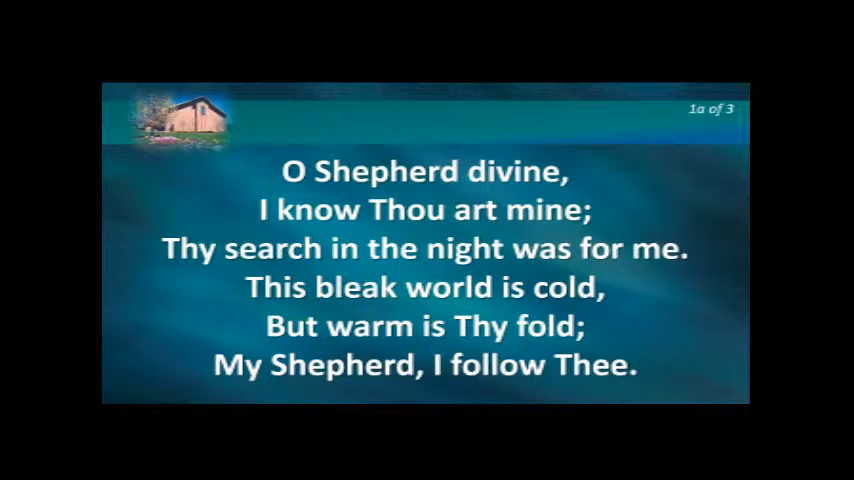 1a of 3
O Shepherd divine,
I know Thou art mine;
Thy search in the night was for me.
This bleak world is cold,
But warm is Thy fold;
My Shepherd, I follow Thee.